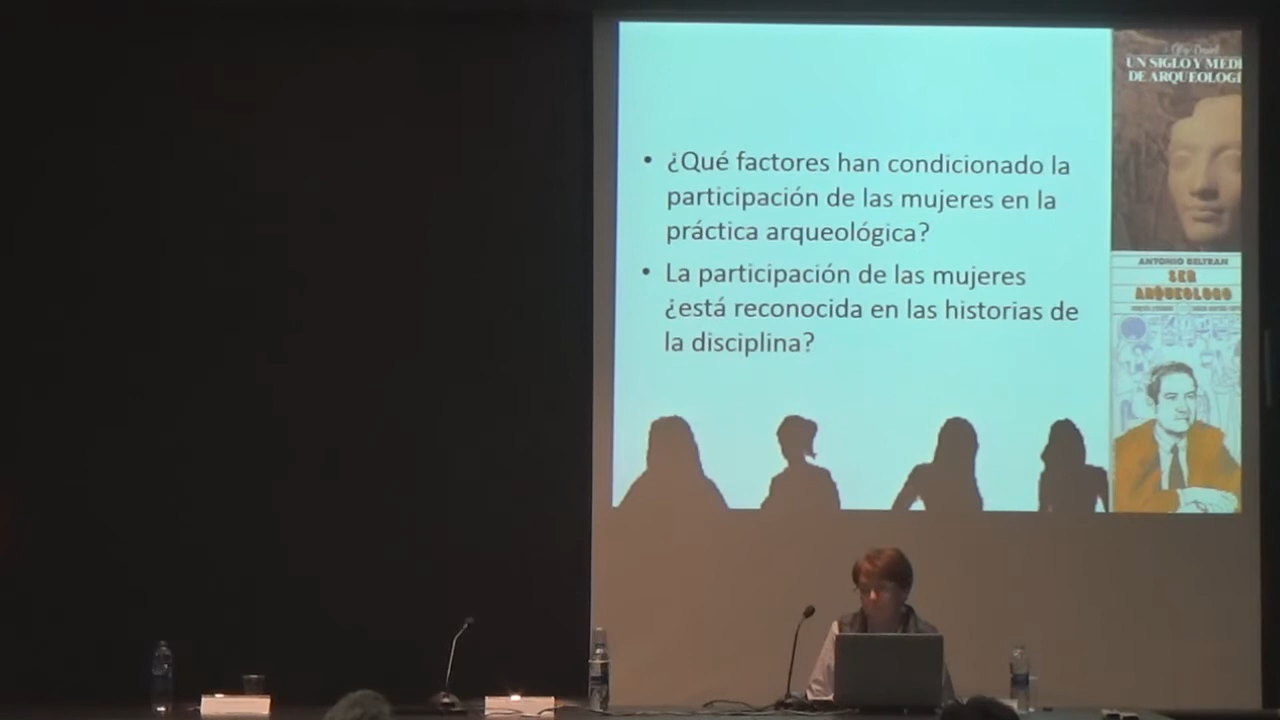 ¿Qué factores han condicionado la
participación de las mujeres en la
práctica arqueológica?
La participación de las mujeres
¿está reconocida en las historias de
la disciplina?
UN SIGLO Y MEDI
DE ARQUEOLOGI
ANTONIO BELTRAN
SER
ARQUEOLOGO